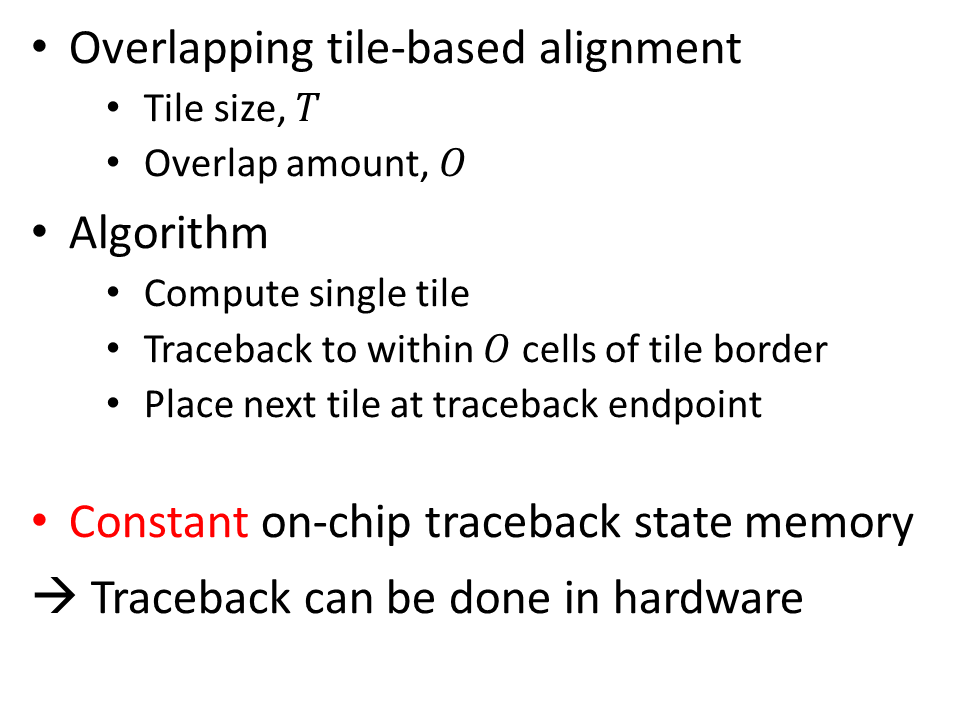 • Overlapping tile-based alignment
• Tile size, T
• Overlap amount, O
• Algorithm
• Compute single tile
• Traceback to within O cells of tile border
• Place next tile at traceback endpoint
• Constant on-chip traceback state memory
→ Traceback can be done in hardware